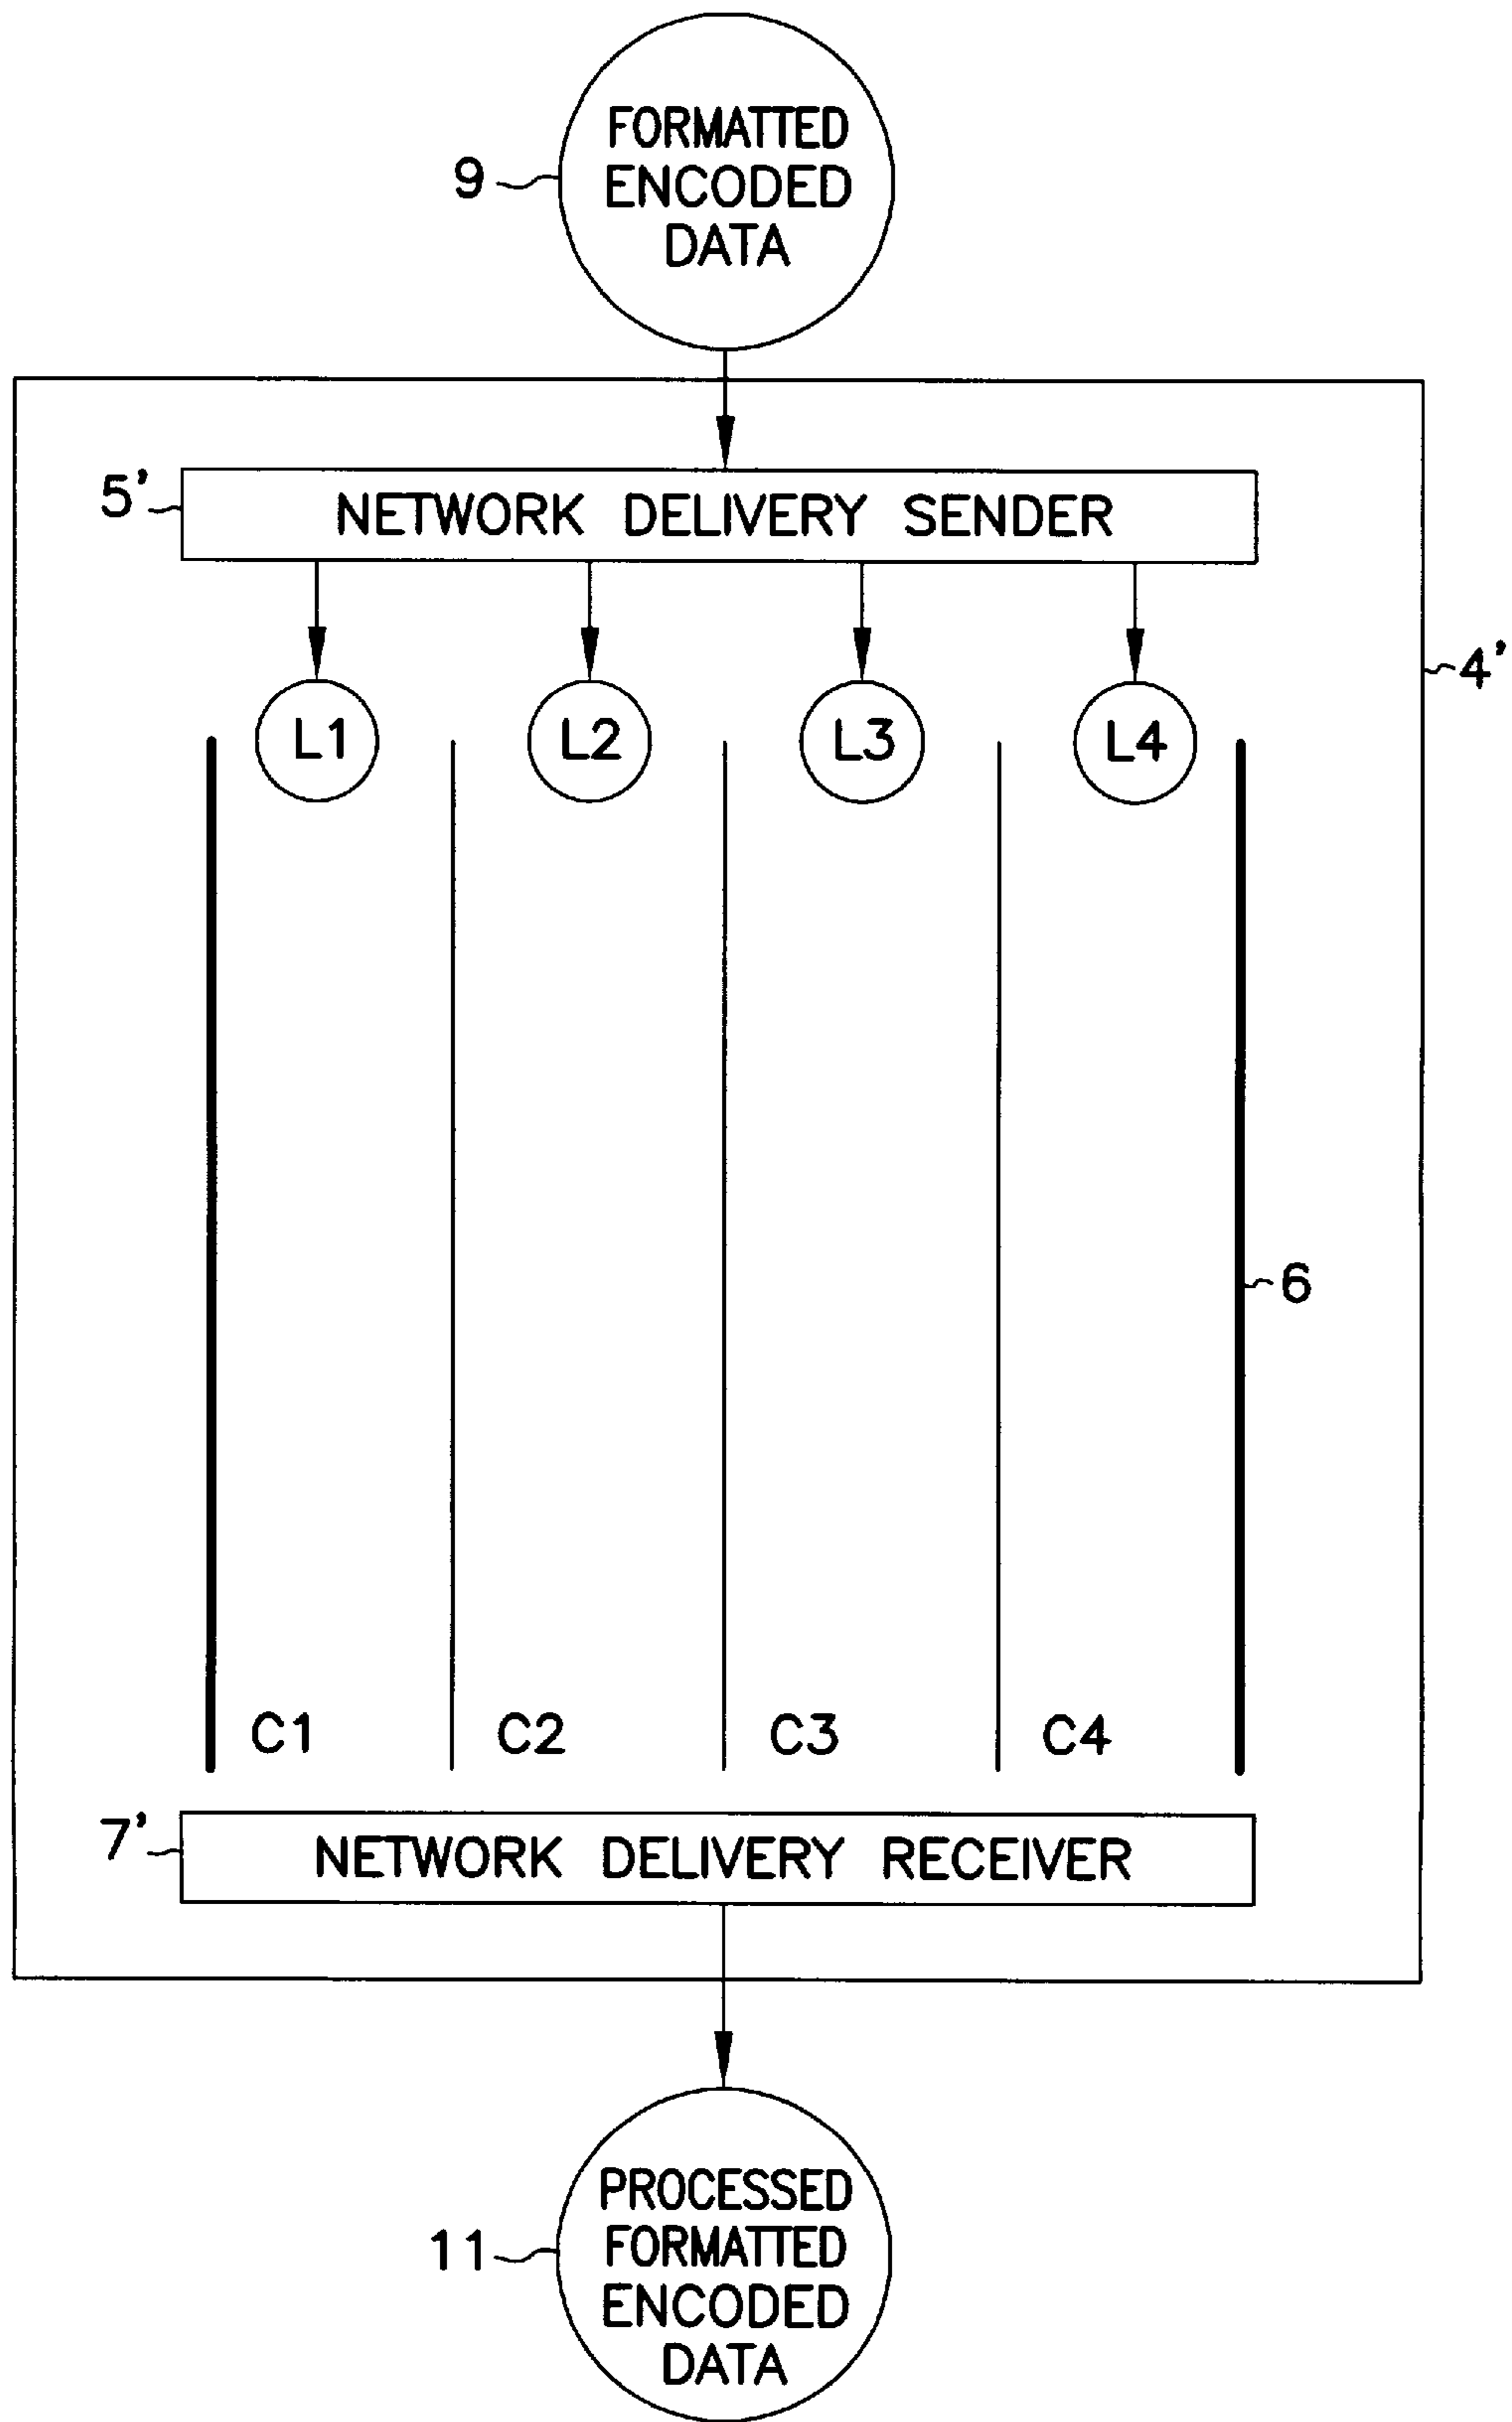 FORMATTED
ENCODED
DATA
9
5'
NETWORK DELIVERY SENDER
4'
L1 L2 L3 L4
6
C1 C2 C3 C4
7'
NETWORK DELIVERY RECEIVER
PROCESSED
FORMATTED
ENCODED
DATA
11